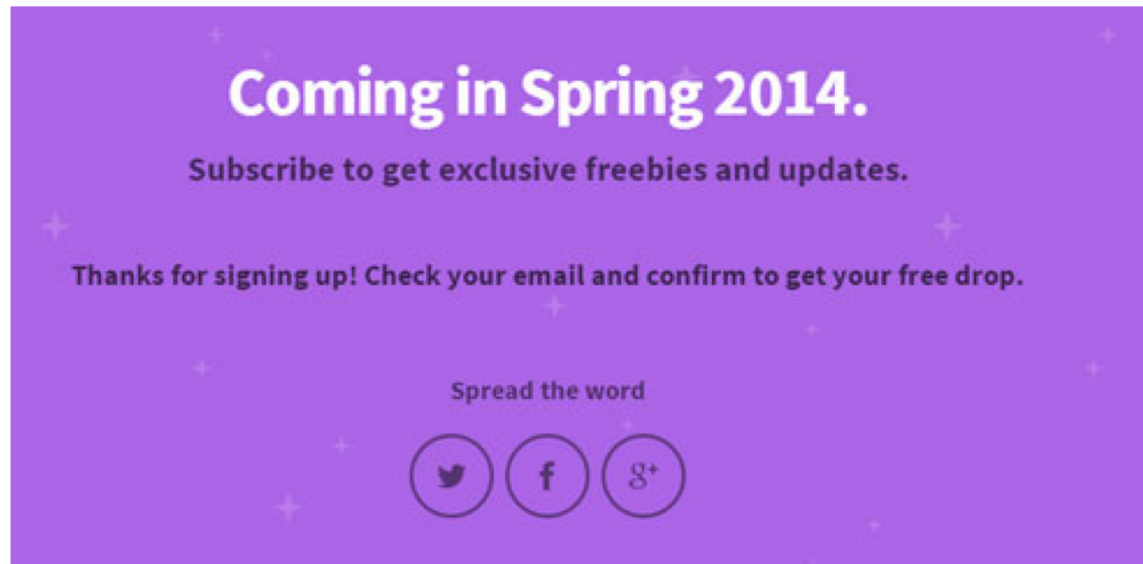 Coming in Spring 2014.
Subscribe to get exclusive freebies and updates.
Thanks for signing up! Check your email and confirm to get your free drop.
Spread the word
f
g+